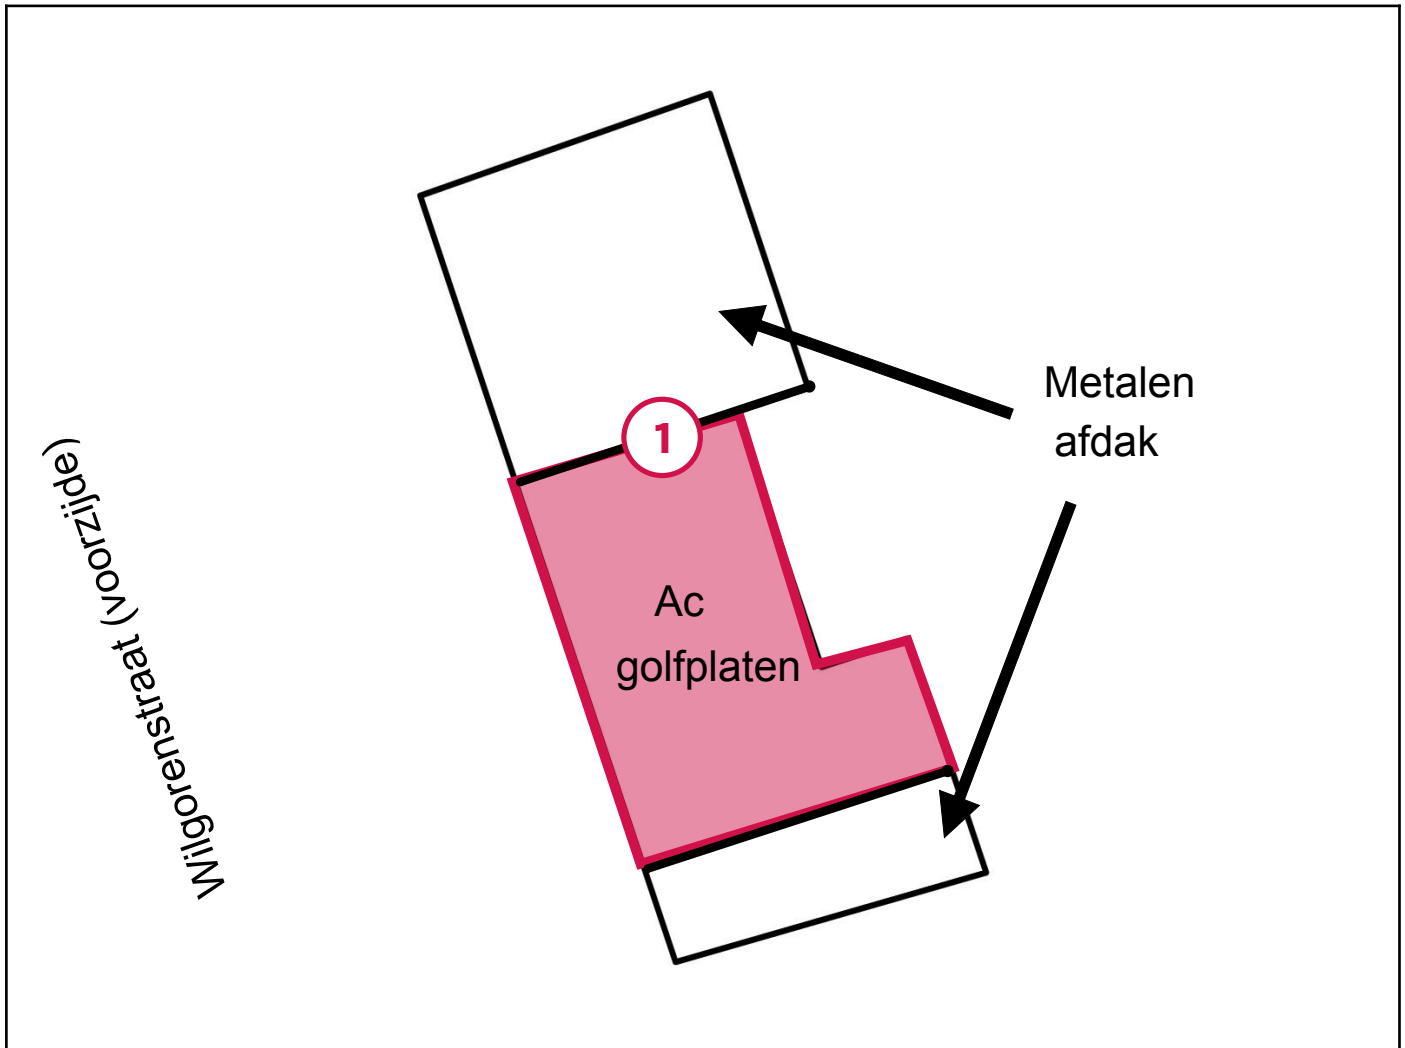 Metalen
afdak
1
Ac
golfplaten
Wilgorenstraat (voorzijde)